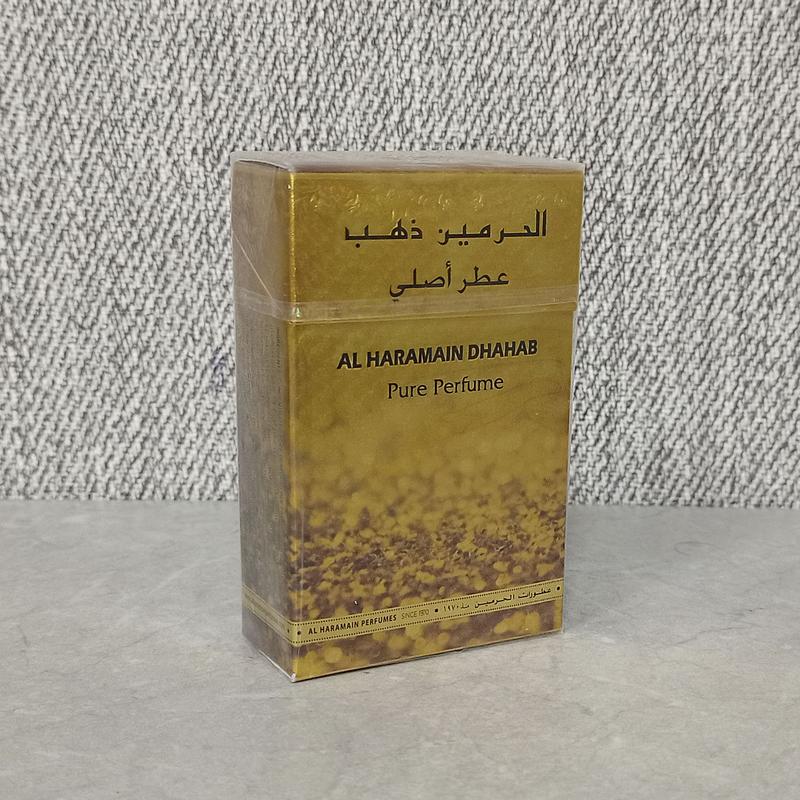 الحرمين ذهب
عطر أصلي
AL HARAMAIN DHAHAB
Pure Perfume
AL HARAMAIN PERFUMES SINCE 1970 • عطورات الحرمين منذ ١٩٧٠